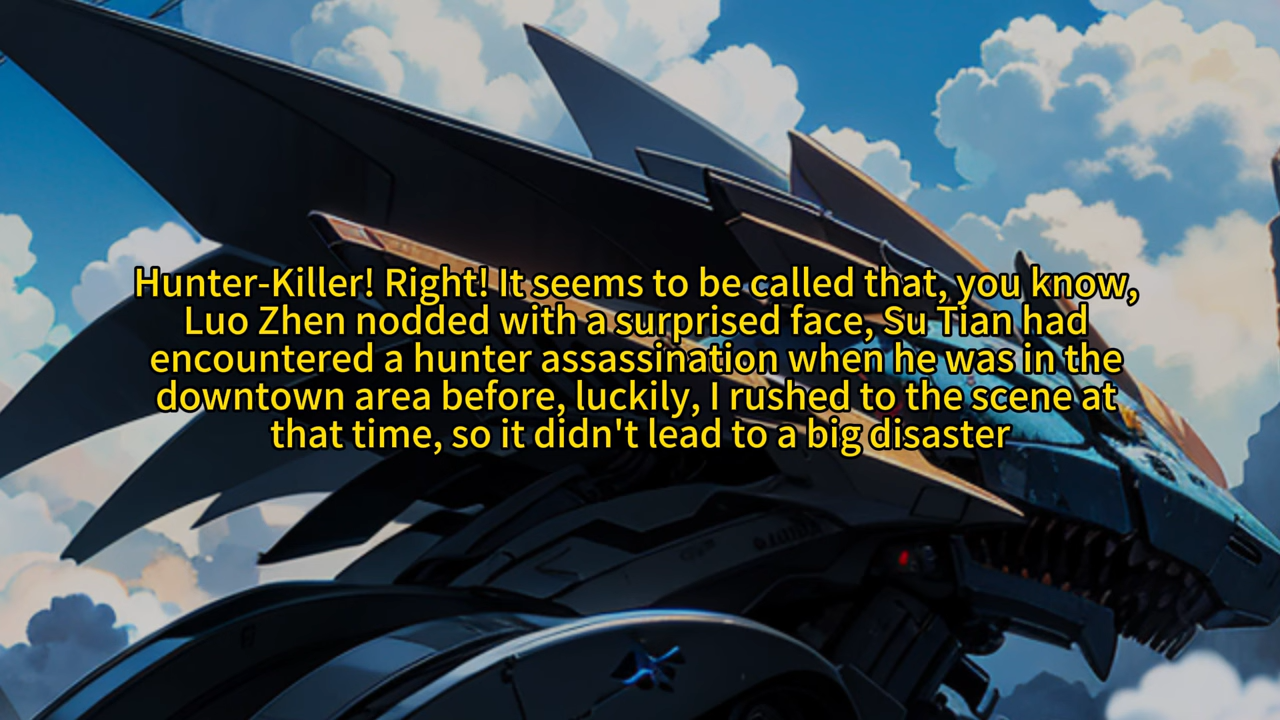 Hunter-Killer! Right! It seems to be called that, you know,
Luo Zhen nodded with a surprised face, Su Tian had
encountered a hunter assassination when he was in the
downtown area before, luckily, I rushed to the scene at
that time, so it didn't lead to a big disaster